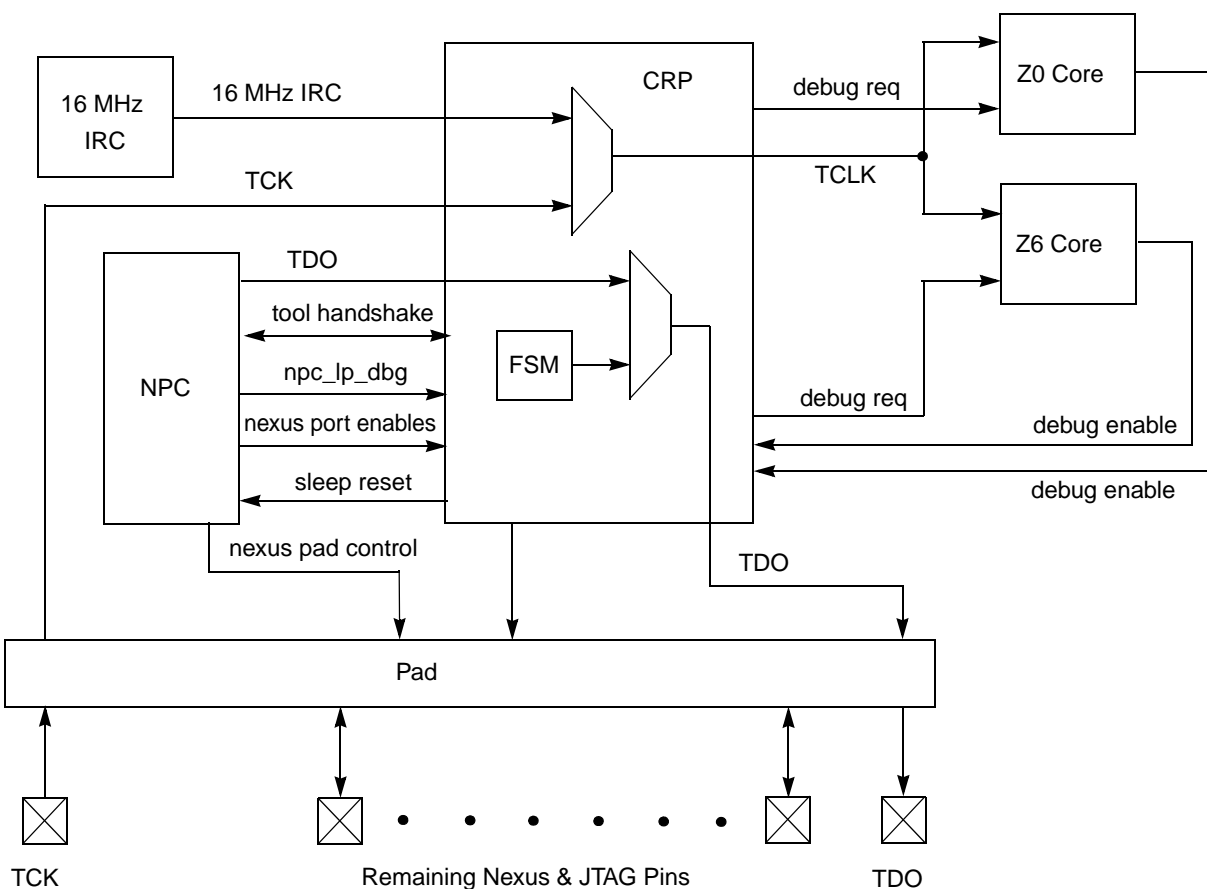 CRP
Z0 Core
16 MHz
IRC
16 MHz IRC
debug req
TCK
TCLK
Z6 Core
TDO
tool handshake
FSM
NPC
npc_lp_dbg
debug req
nexus port enables
debug enable
sleep reset
debug enable
nexus pad control
TDO
Pad
TCK
Remaining Nexus & JTAG Pins
TDO